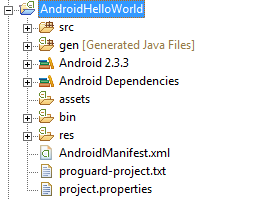 AndroidHelloWorld
src
gen [Generated Java Files]
Android 2.3.3
Android Dependencies
assets
bin
res
AndroidManifest.xml
proguard-project.txt
project.properties